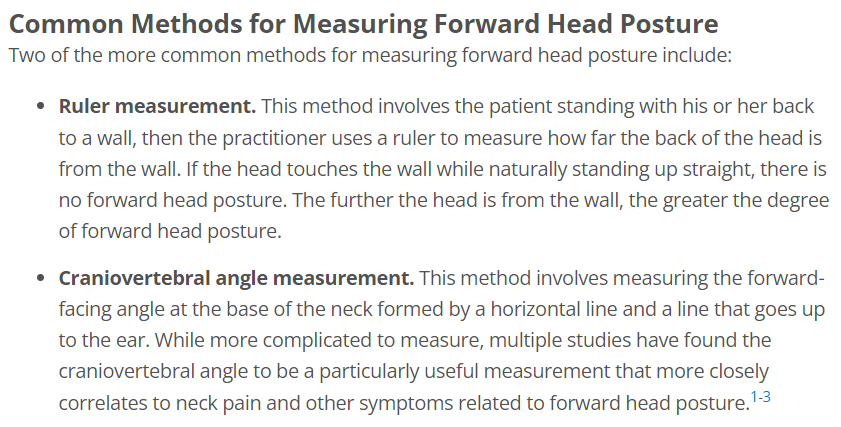 Common Methods for Measuring Forward Head Posture
Two of the more common methods for measuring forward head posture include:
• Ruler measurement. This method involves the patient standing with his or her back
to a wall, then the practitioner uses a ruler to measure how far the back of the head is
from the wall. If the head touches the wall while naturally standing up straight, there is
no forward head posture. The further the head is from the wall, the greater the degree
of forward head posture.
• Craniovertebral angle measurement. This method involves measuring the forward-
facing angle at the base of the neck formed by a horizontal line and a line that goes up
to the ear. While more complicated to measure, multiple studies have found the
craniovertebral angle to be a particularly useful measurement that more closely
correlates to neck pain and other symptoms related to forward head posture.1-3